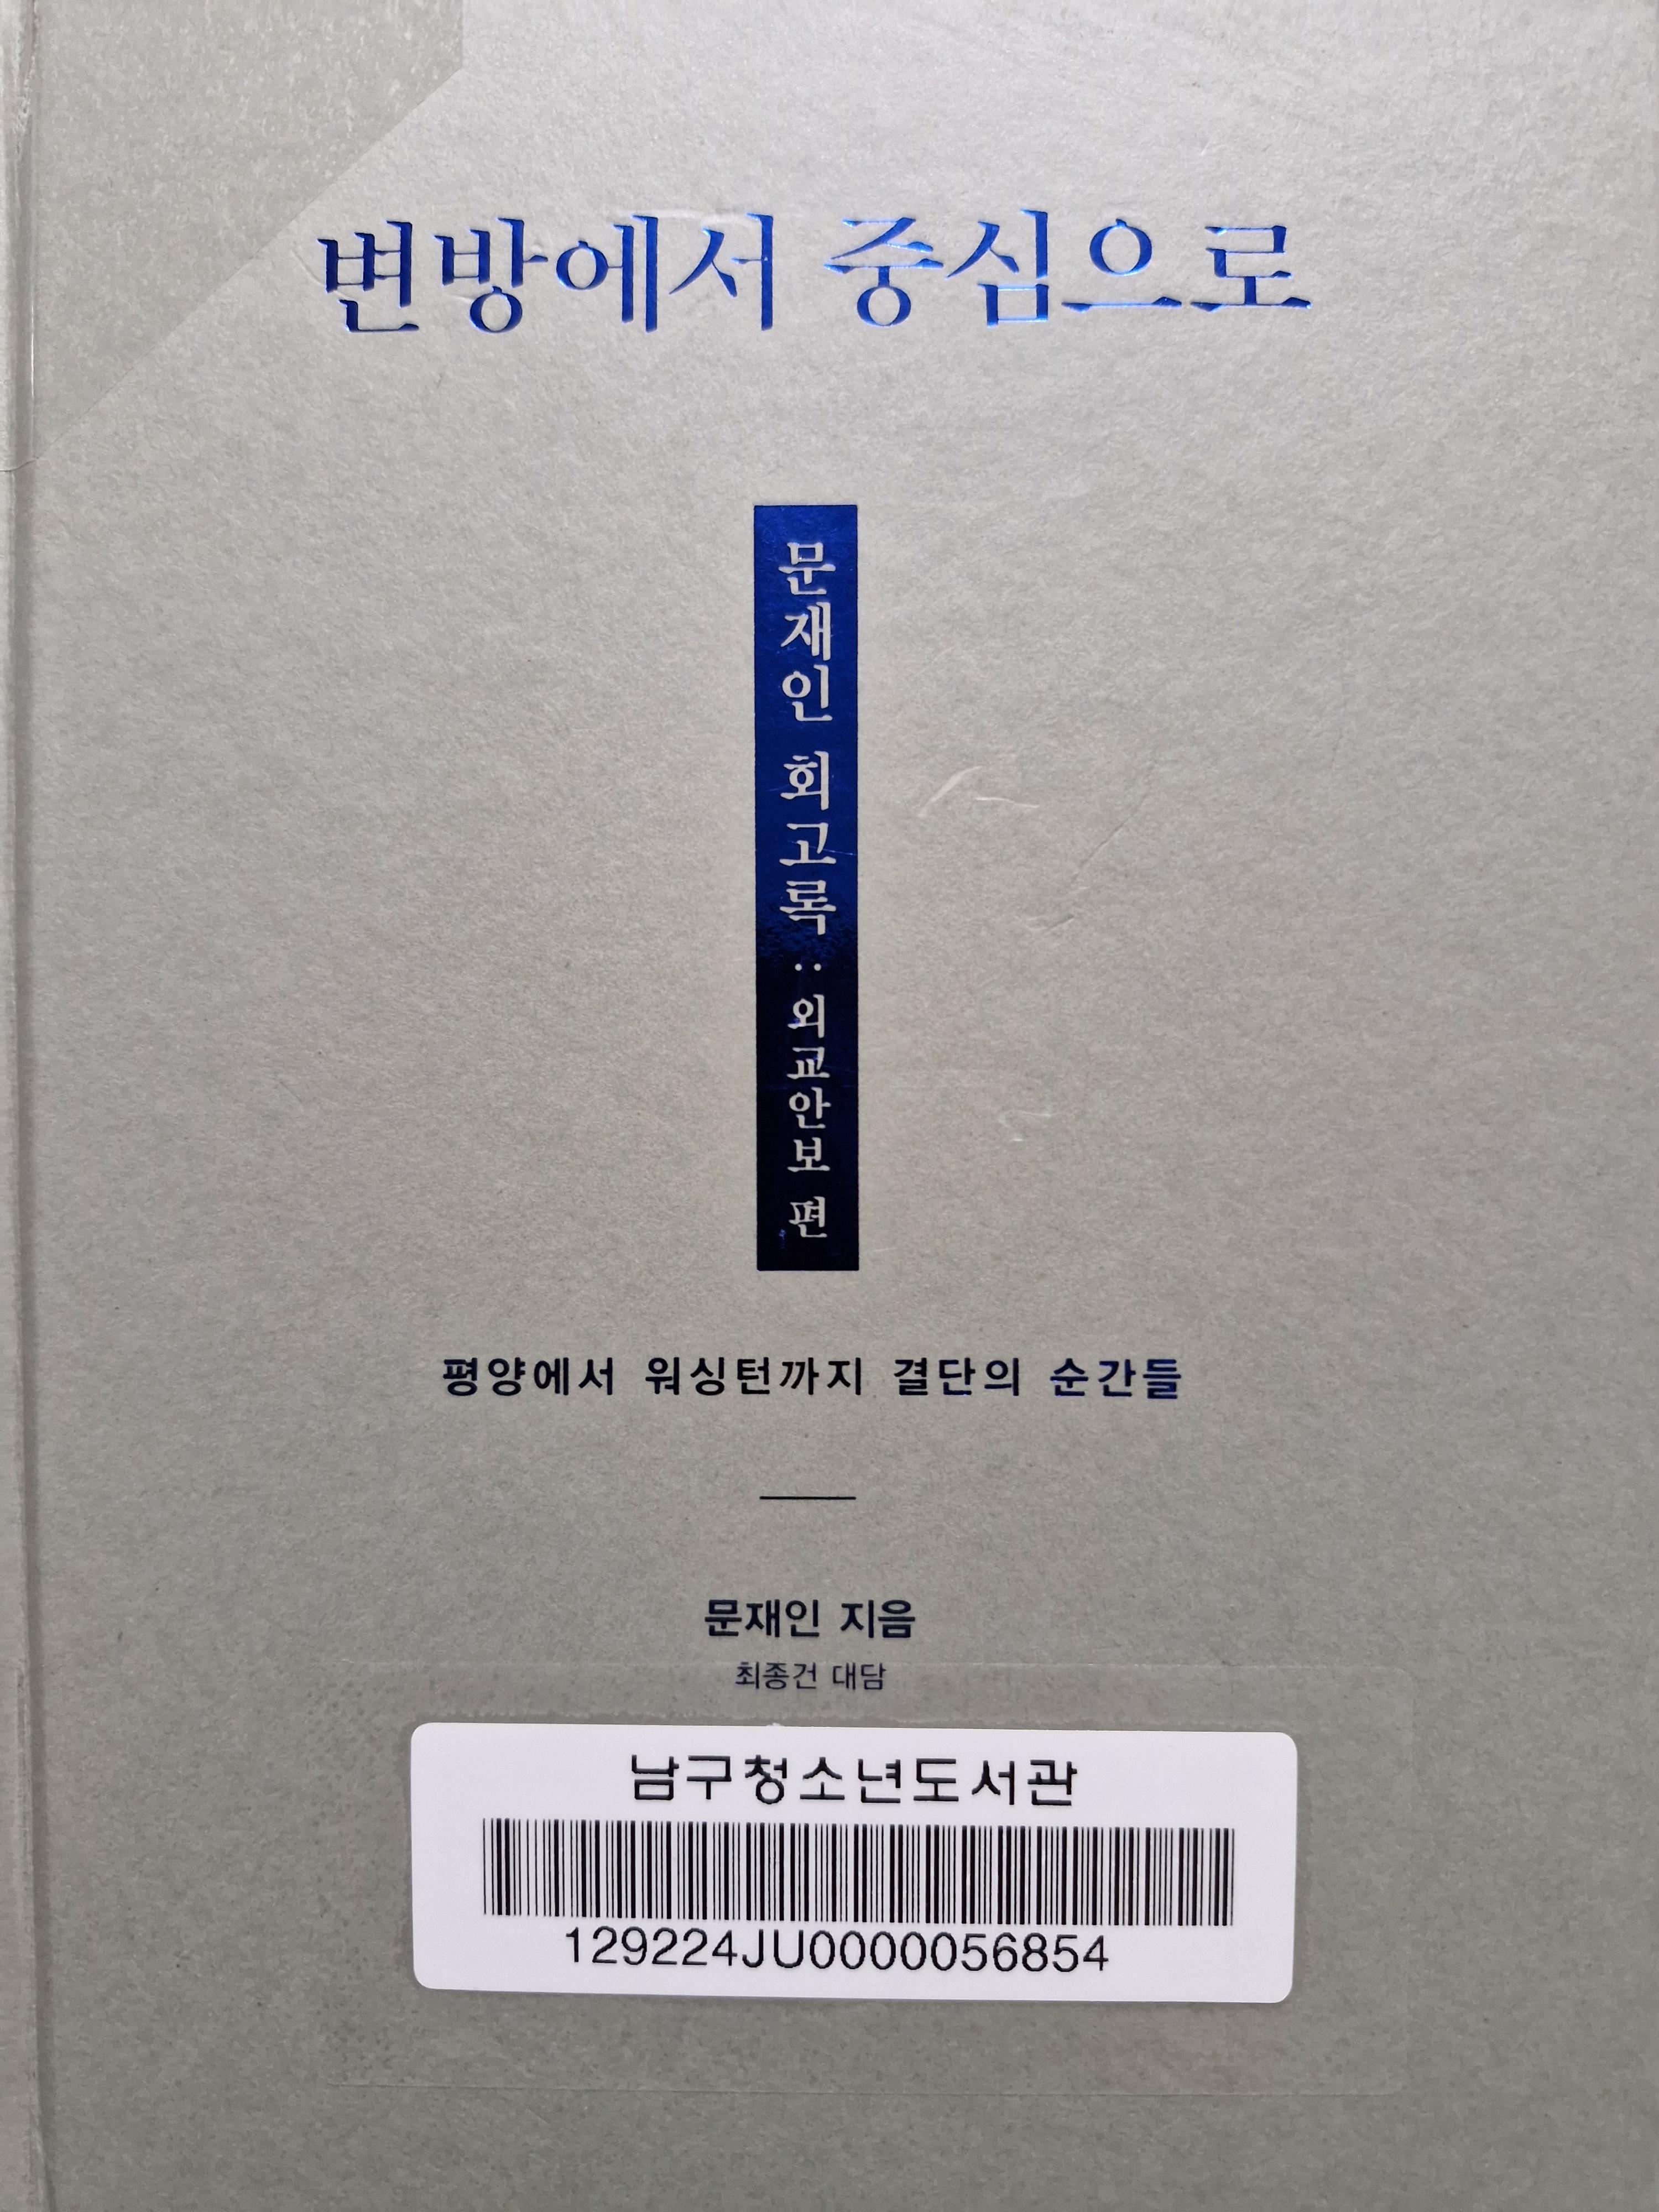 변방에서 중심으로
문재인 회고록 : 외교안보 편
평양에서 워싱턴까지 결단의 순간들
문재인 지음
최종건 대담
남구청소년도서관
129224JU0000056854